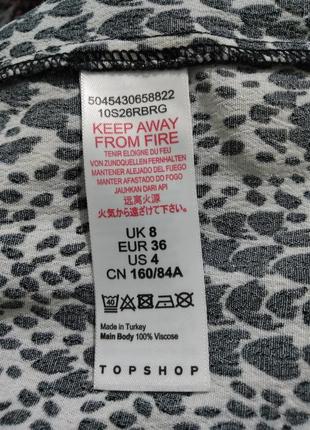 5045430658822
10S26RBRG
KEEP AWAY
FROM FIRE
TENIR ELOIGNE DU FEU
VON ZUNDQUELLEN FERNHALTEN
MANTENER ALEJADO DEL FUEGO
MANTER AFASTADO DO FOGO
JAUHKAN DARI API
远离火源
火気から遠ざけて下さい。
UK 8
EUR 36
US 4
CN 160/84A
40
Made in Turkey
Main Body 100% Viscose
TOPSHOP